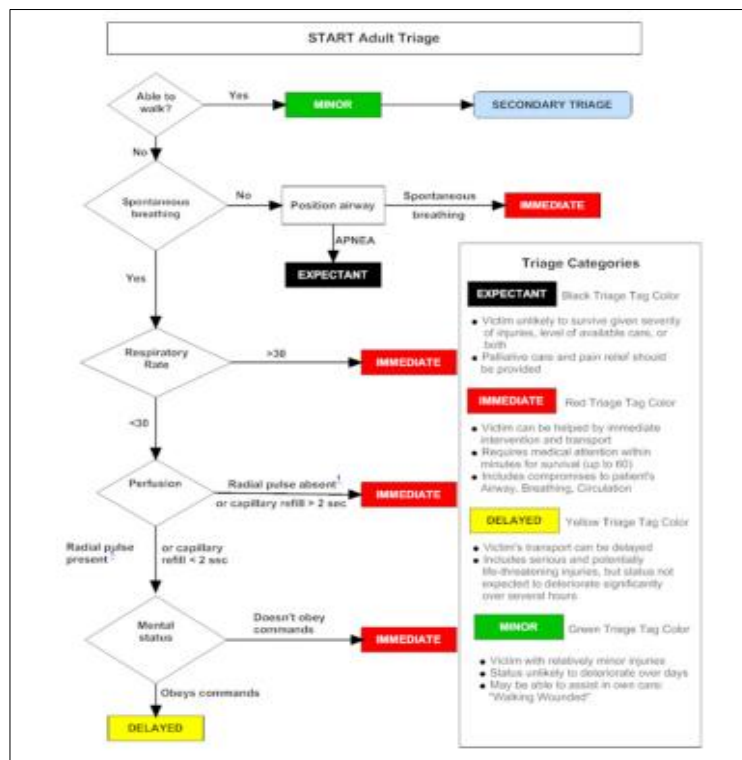 START Adult Triage
Able to
walk?
Yes
MINOR
SECONDARY TRIAGE
No
Spontaneous
breathing
No
Position airway
Spontaneous
breathing
IMMEDIATE
APNEA
EXPECTANT
Yes
Respiratory
Rate
>30
IMMEDIATE
<30
Perfusion
Radial pulse absent
or capillary refill > 2 sec
IMMEDIATE
Radial pulse
present
or capillary
refill < 2 sec
Mental
status
Doesn't obey
commands
IMMEDIATE
Obeys commands
DELAYED
Triage Categories
EXPECTANT Black Triage Tag Color
● Victim unlikely to survive given severity
of injuries, level of available care, or
both
● Palliative care and pain relief should
be provided
IMMEDIATE Red Triage Tag Color
● Victim can be helped by immediate
intervention and transport
● Requires medical attention within
minutes for survival (up to 60)
● Includes compromises to patient's
Airway, Breathing, Circulation
DELAYED Yellow Triage Tag Color
● Victim's transport can be delayed
● Includes serious and potentially
life-threatening injuries, but status not
expected to deteriorate significantly
over several hours
MINOR Green Triage Tag Color
● Victim with relatively minor injuries
● Status unlikely to deteriorate over days
● May be able to assist in own care:
"Walking Wounded"